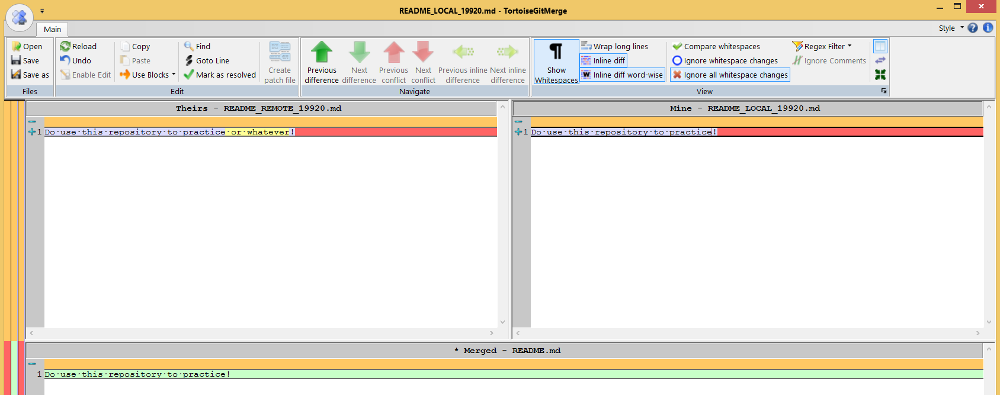 README_LOCAL_19920.md - TortoiseGitMerge
Main
Style
Open
Save
Save as
Files
Reload
Undo
Enable Edit
Copy
Paste
Use Blocks
Find
Goto Line
Mark as resolved
Create
patch file
Edit
Previous
difference
Next
difference
Previous
conflict
Next
conflict
Previous inline
difference
Next inline
difference
Navigate
Show
Whitespaces
Wrap long lines
Inline diff
Inline diff word-wise
Compare whitespaces
Ignore whitespace changes
Ignore all whitespace changes
Regex Filter
Ignore Comments
View
Theirs - README_REMOTE_19920.md
1 Do·use·this·repository·to·practice·or·whatever!
Mine - README_LOCAL_19920.md
1 Do·use·this·repository·to·practice!
* Merged - README.md
1 Do·use·this·repository·to·practice!